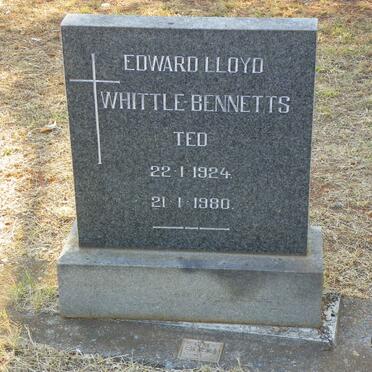 EDWARD LLOYD
WHITTLE-BENNETTS
TED
22·1·1924.
21·1·1980.